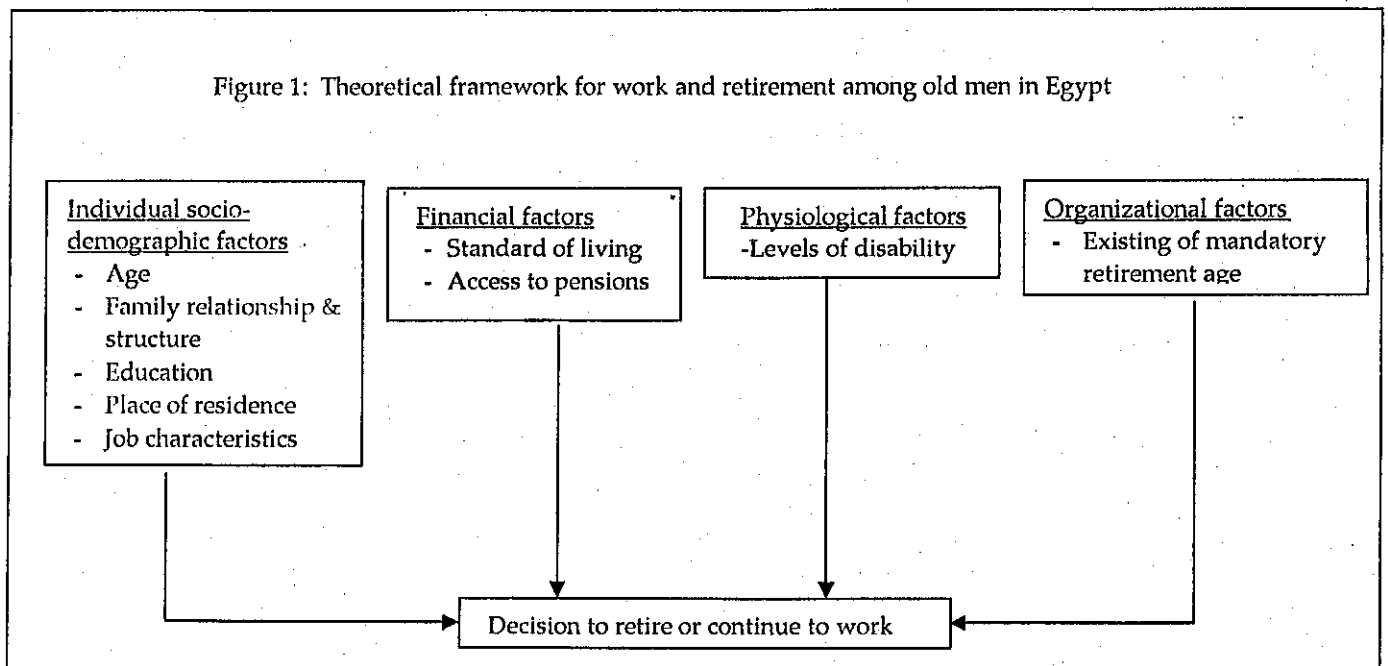 Figure 1: Theoretical framework for work and retirement among old men in Egypt
Individual socio-
demographic factors
- Age
- Family relationship &
structure
- Education
- Place of residence
- Job characteristics
Financial factors
- Standard of living
- Access to pensions
Physiological factors
-Levels of disability
Organizational factors
- Existing of mandatory
retirement age
Decision to retire or continue to work